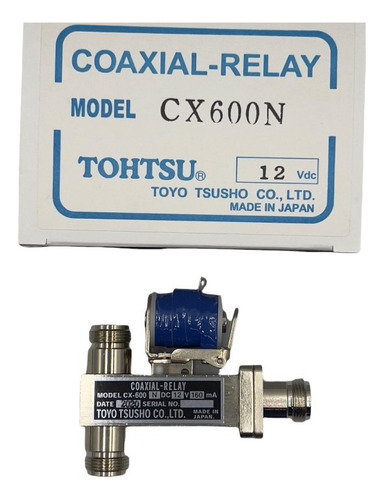 COAXIAL-RELAY
MODEL CX600N
TOHTSU® 12 Vdc
TOYO TSUSHO CO., LTD.
MADE IN JAPAN
COAXIAL-RELAY
MODEL CX-600 N DC 12 V 160 mA
DATE SERIAL NO.
TOYO TSUSHO CO.,LTD. MADE IN JAPAN.